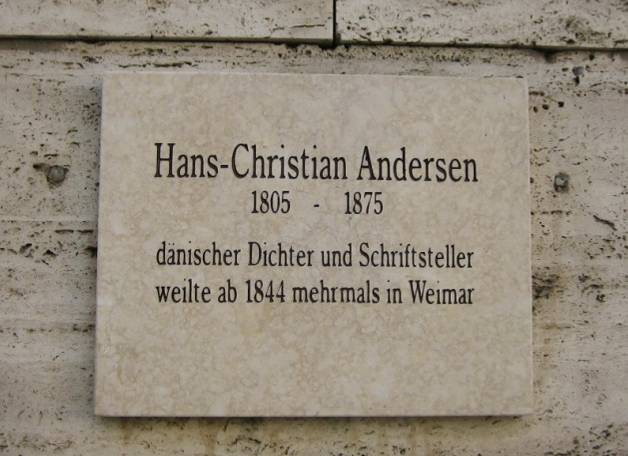 Hans-Christian Andersen
1805 - 1875
dänischer Dichter und Schriftsteller
weilte ab 1844 mehrmals in Weimar